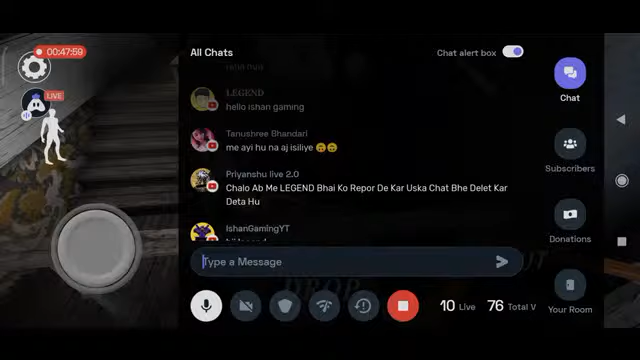 00:47:59
All Chats
Chat alert box
LIVE
LEGEND
hello ishan gaming
Chat
Tanushree Bhandari
me ayi hu na aj isiliye 🙃🙃
Subscribers
Priyanshu live 2.0
Chalo Ab Me LEGEND Bhai Ko Repor De Kar Uska Chat Bhe Delet Kar
Deta Hu
IshanGamingYT
Donations
Type a Message
DROP
10 Live
76 Total V
Your Room